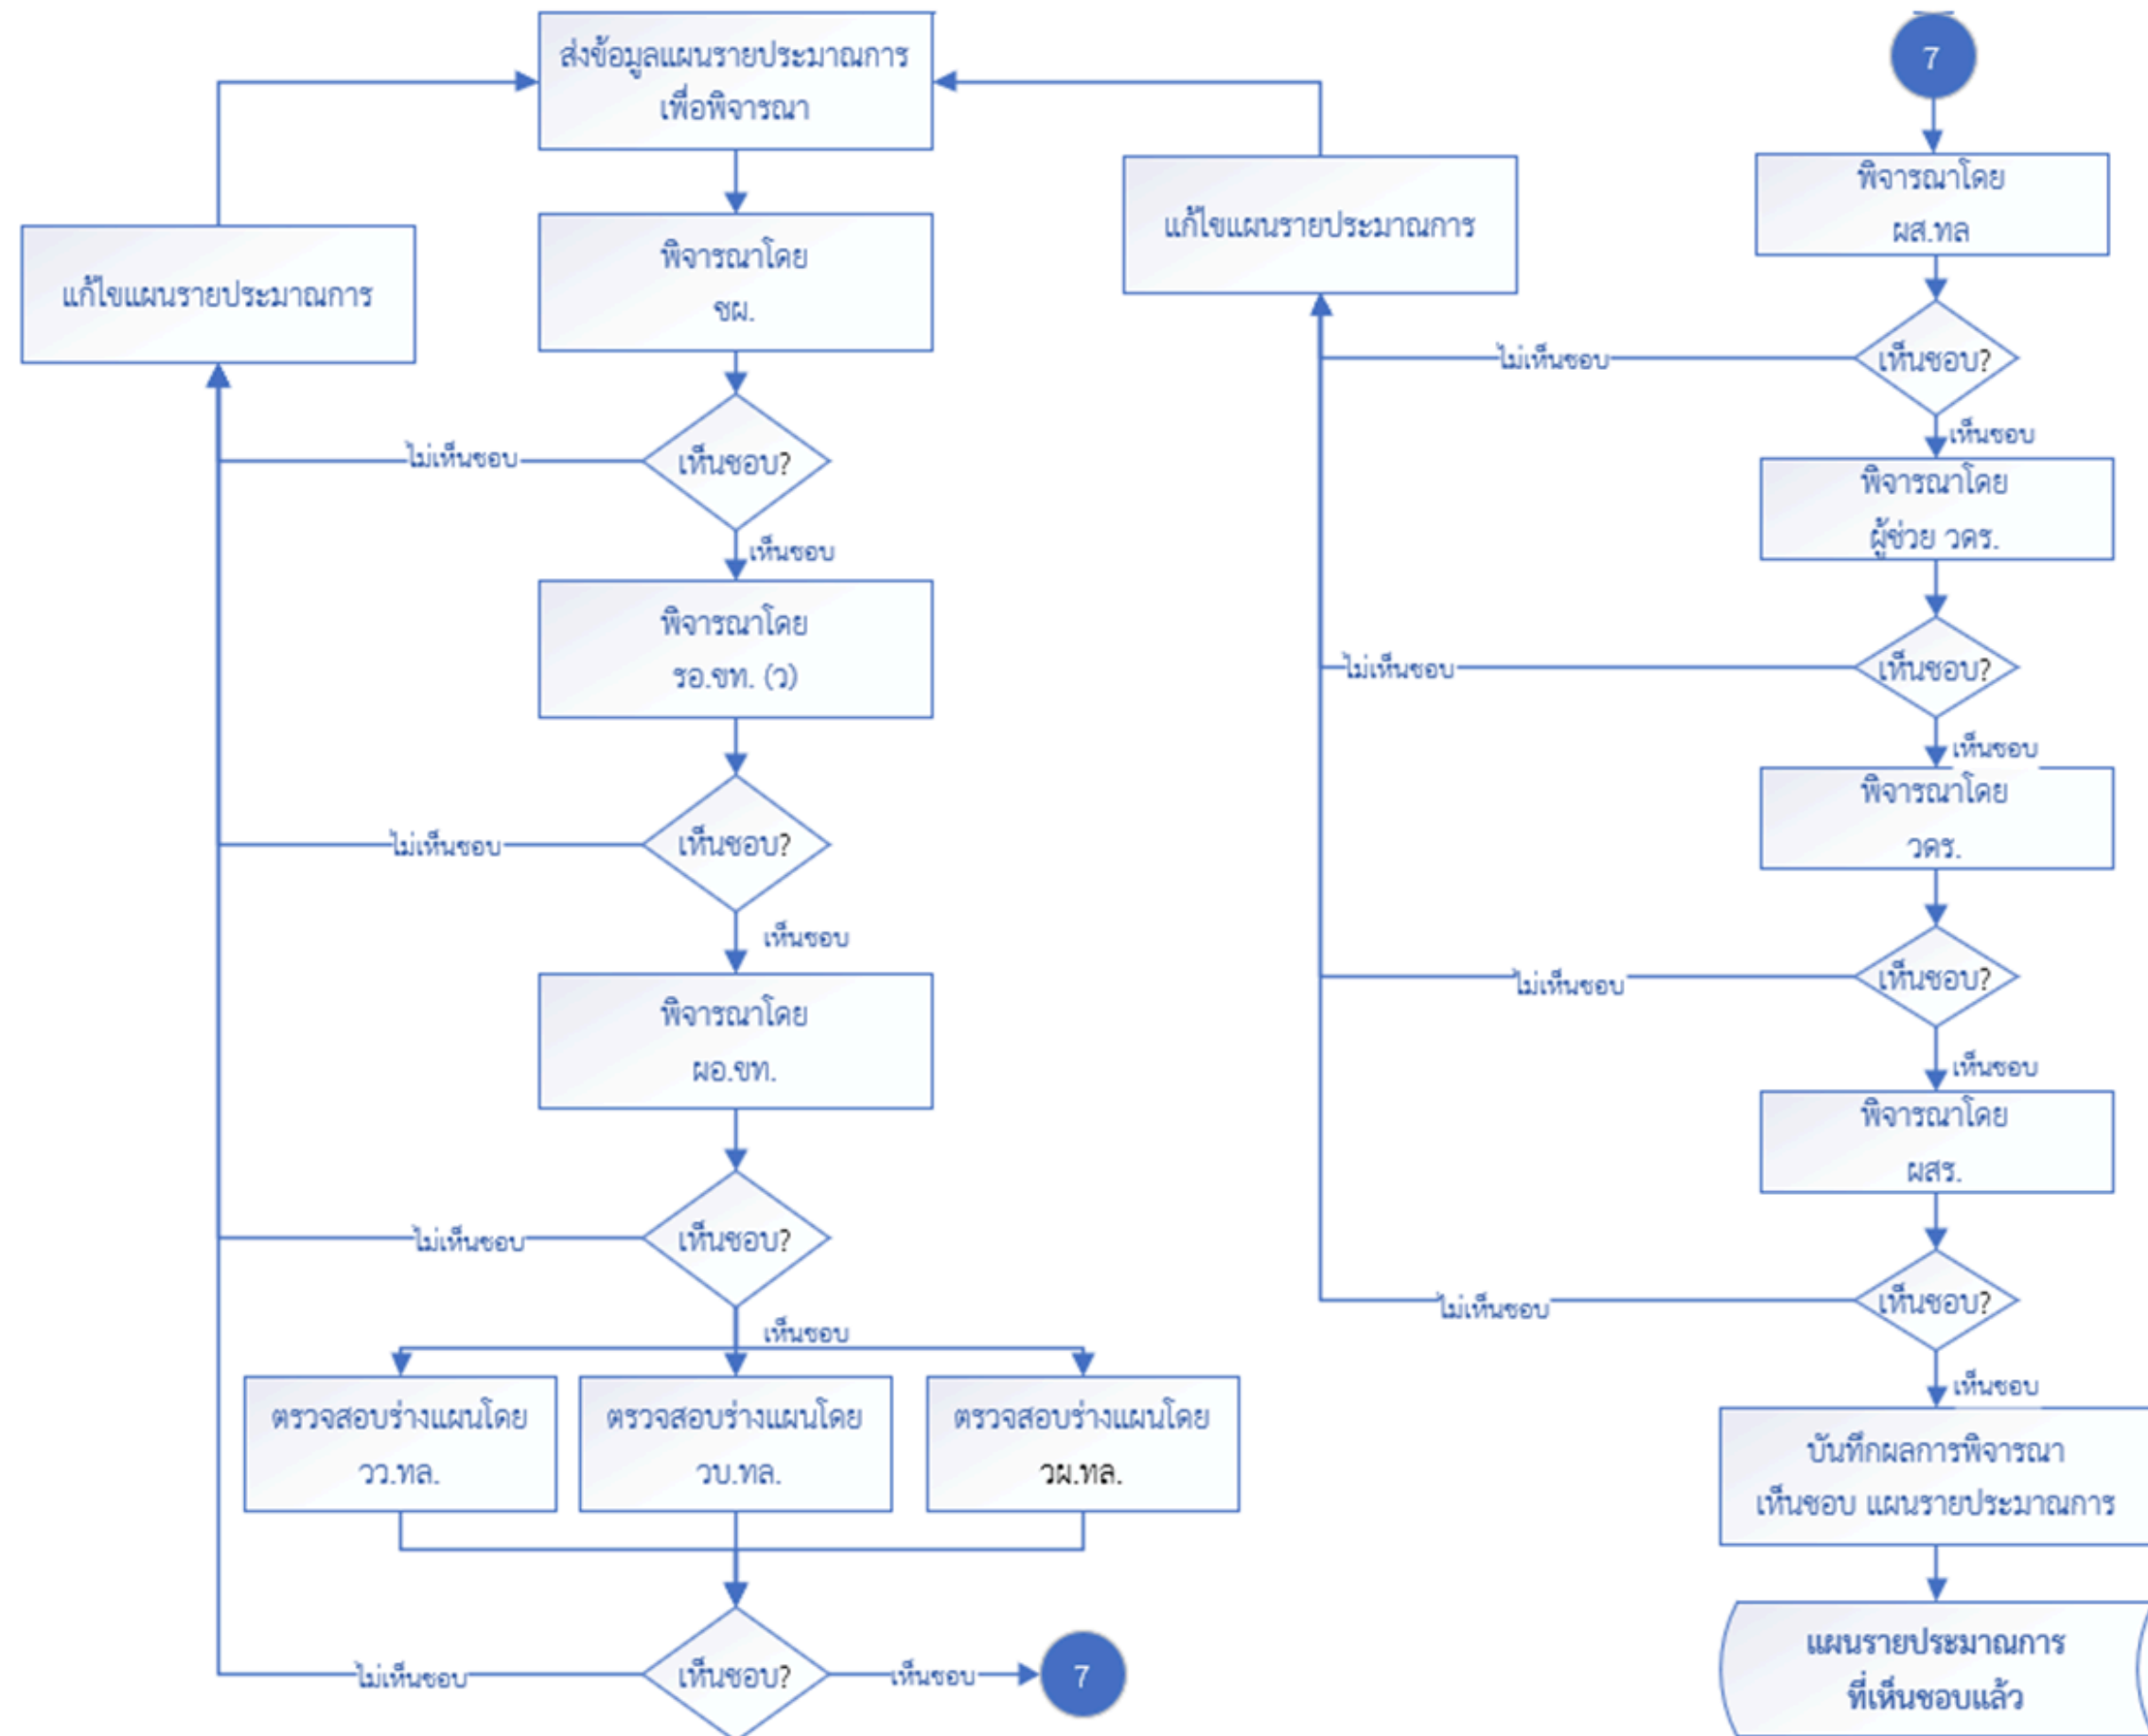 ส่งข้อมูลแผนรายประมาณการ
เพื่อพิจารณา
แก้ไขแผนรายประมาณการ
พิจารณาโดย
ชผ.
เห็นชอบ?
ไม่เห็นชอบ
เห็นชอบ
พิจารณาโดย
รอ.ขท. (ว)
เห็นชอบ?
ไม่เห็นชอบ
เห็นชอบ
พิจารณาโดย
ผอ.ขท.
เห็นชอบ?
ไม่เห็นชอบ
เห็นชอบ
ตรวจสอบร่างแผนโดย
วว.ทล.
ตรวจสอบร่างแผนโดย
วบ.ทล.
ตรวจสอบร่างแผนโดย
วผ.ทล.
เห็นชอบ?
ไม่เห็นชอบ
เห็นชอบ
7
7
แก้ไขแผนรายประมาณการ
พิจารณาโดย
ผส.ทล
เห็นชอบ?
ไม่เห็นชอบ
เห็นชอบ
พิจารณาโดย
ผู้ช่วย วดร.
เห็นชอบ?
ไม่เห็นชอบ
เห็นชอบ
พิจารณาโดย
วดร.
เห็นชอบ?
ไม่เห็นชอบ
เห็นชอบ
พิจารณาโดย
ผสร.
เห็นชอบ?
ไม่เห็นชอบ
เห็นชอบ
บันทึกผลการพิจารณา
เห็นชอบ แผนรายประมาณการ
แผนรายประมาณการ
ที่เห็นชอบแล้ว